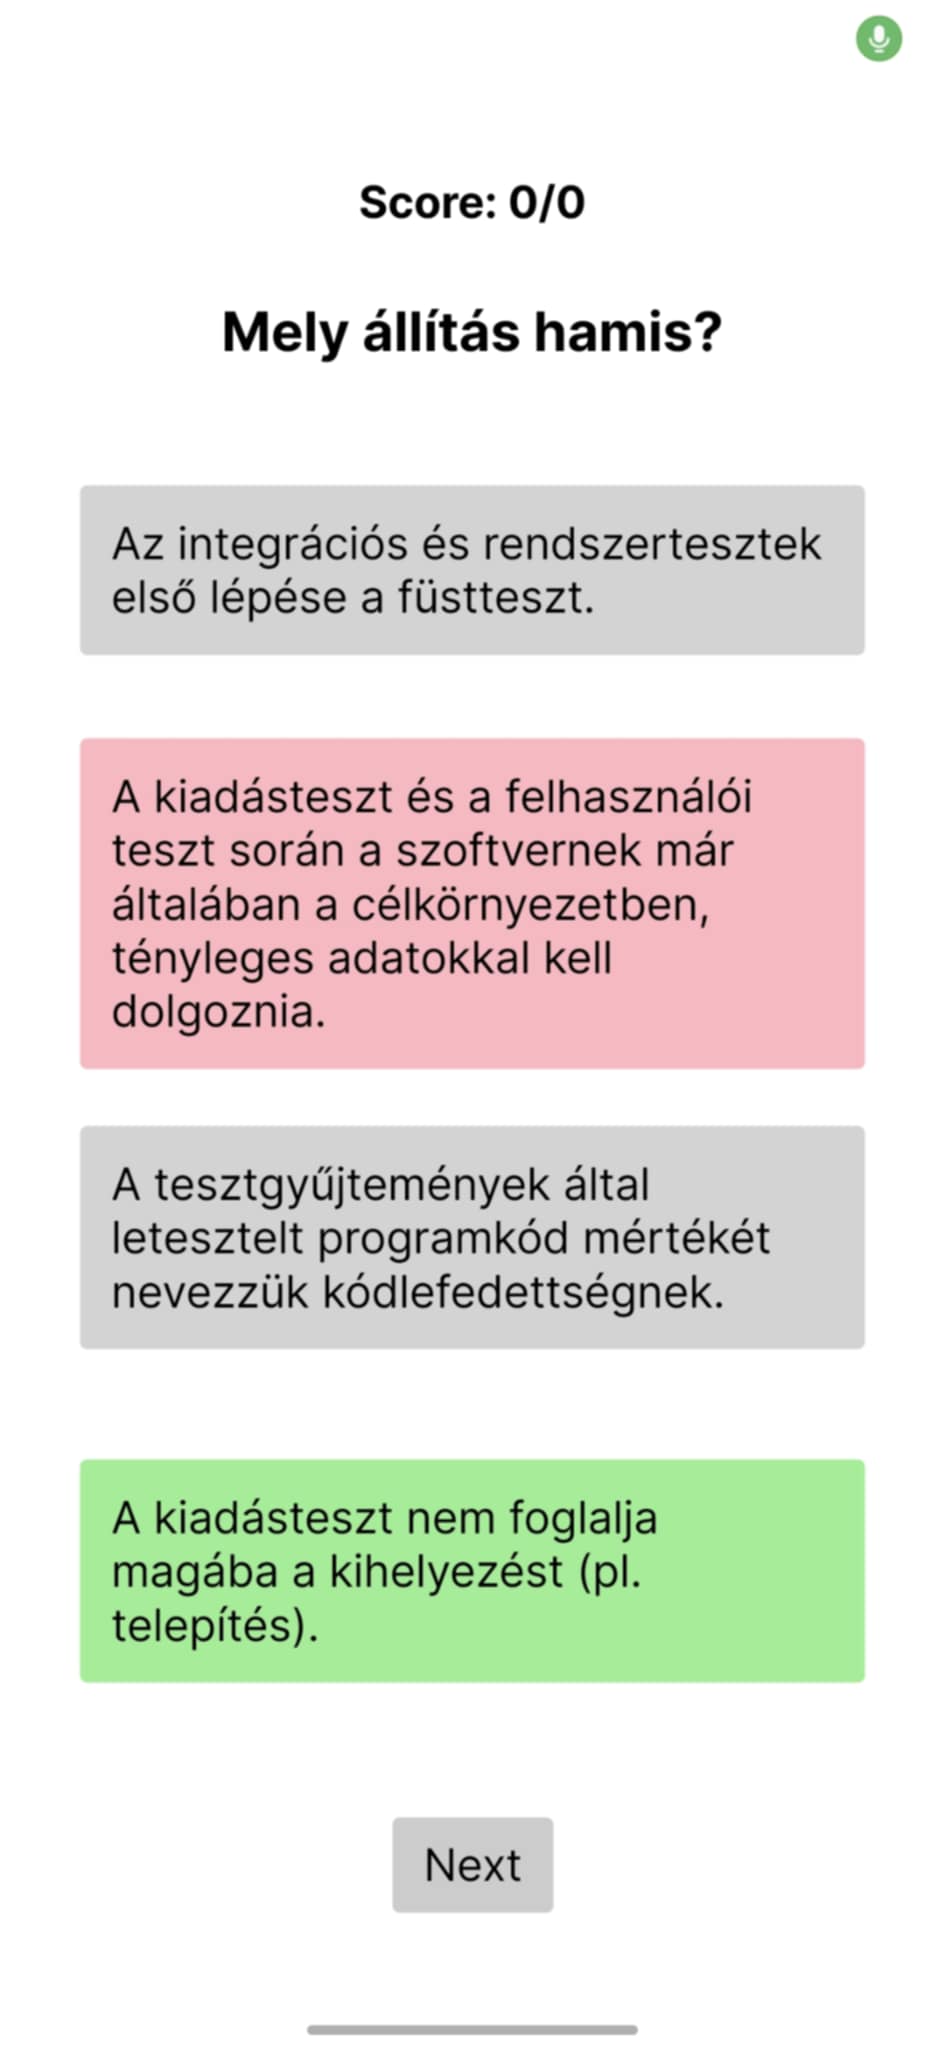 Score: 0/0
Mely állítás hamis?
Az integrációs és rendszertesztek
első lépése a füstteszt.
A kiadásteszt és a felhasználói
teszt során a szoftvernek már
általában a célkörnyezetben,
tényleges adatokkal kell
dolgoznia.
A tesztgyűjtemények által
letesztelt programkód mértékét
nevezzük kódlefedettségnek.
A kiadásteszt nem foglalja
magába a kihelyezést (pl.
telepítés).
Next